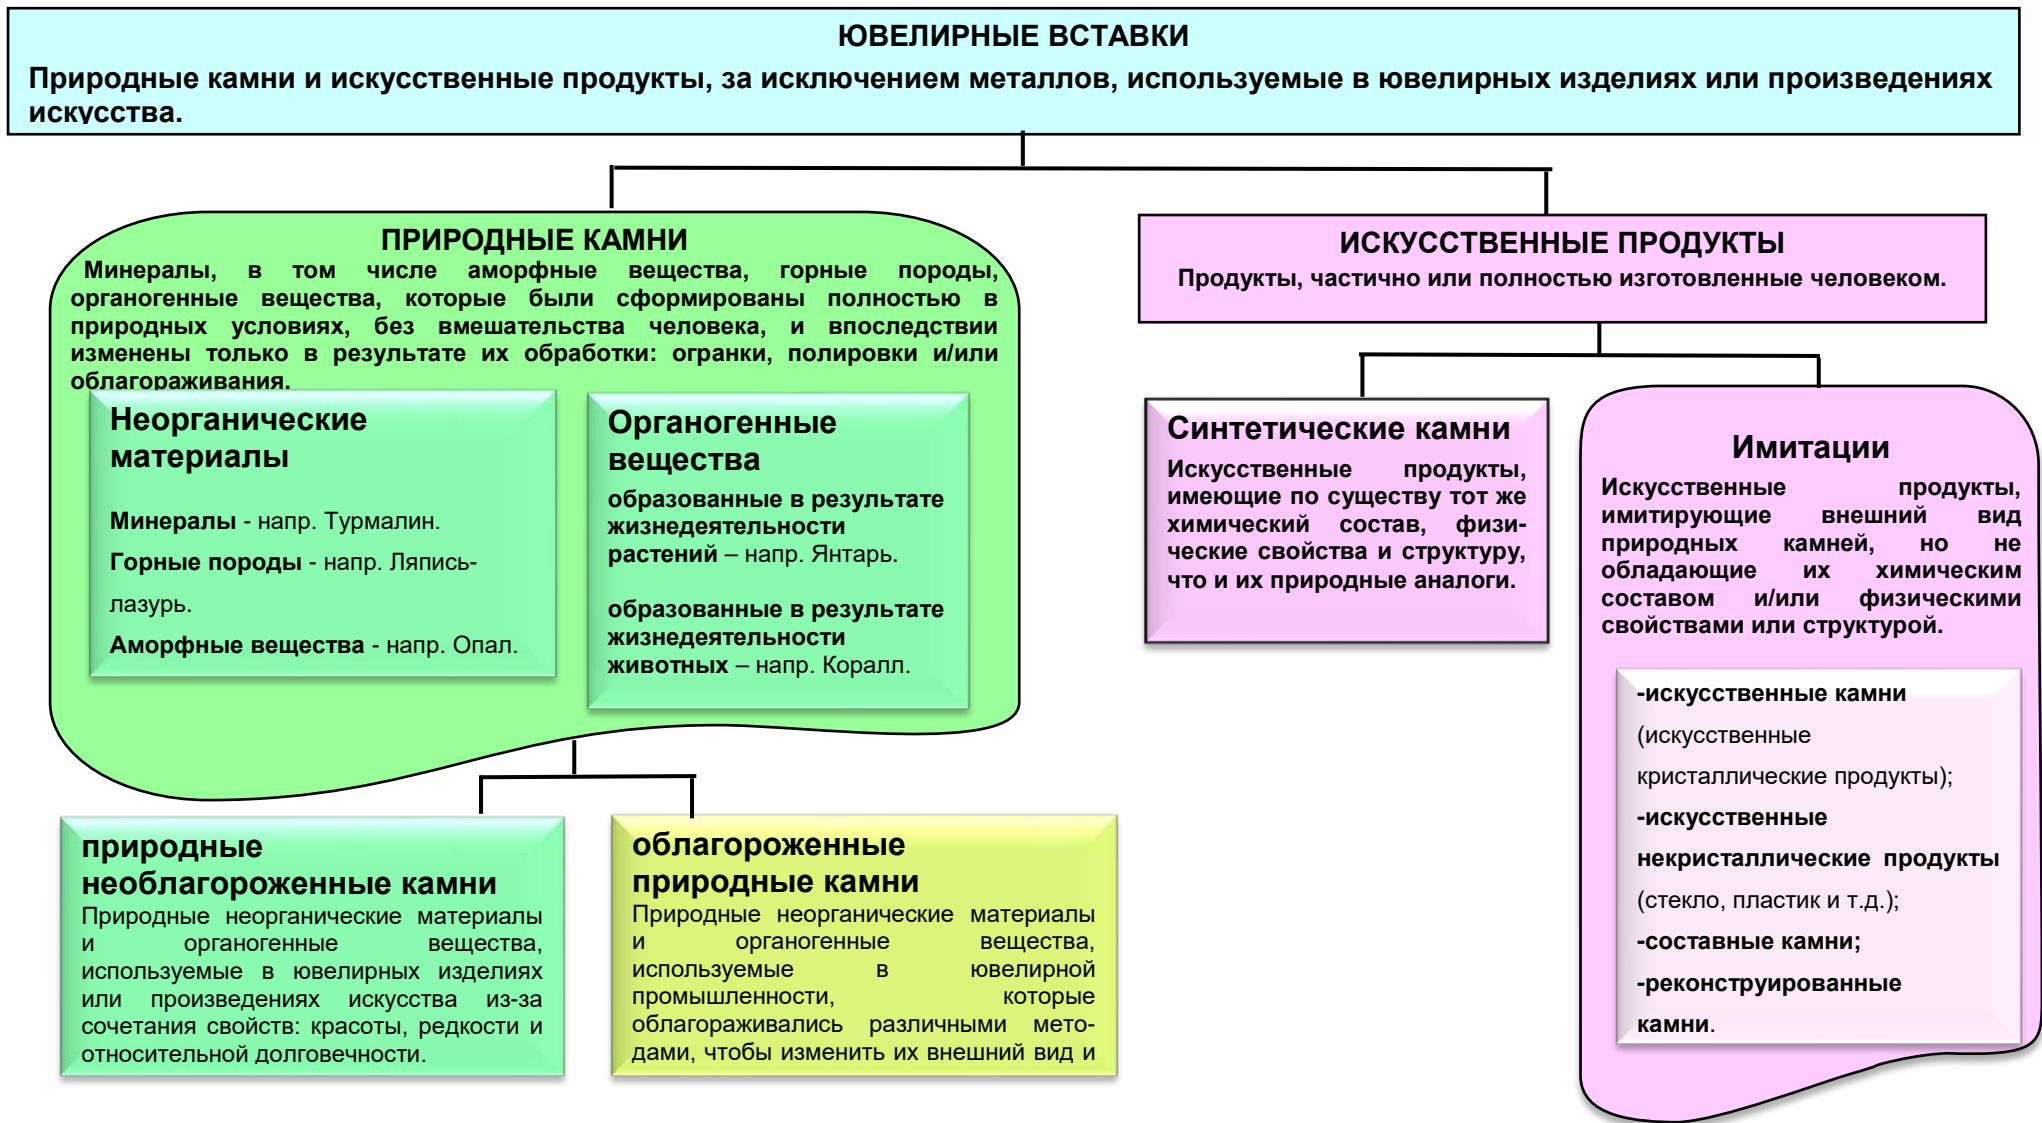 ЮВЕЛИРНЫЕ ВСТАВКИ
Природные камни и искусственные продукты, за исключением металлов, используемые в ювелирных изделиях или произведениях
искусства.
ПРИРОДНЫЕ КАМНИ
Минералы, в том числе аморфные вещества, горные породы,
органогенные вещества, которые были сформированы полностью в
природных условиях, без вмешательства человека, и впоследствии
изменены только в результате их обработки: огранки, полировки и/или
облагораживания.
Неорганические
материалы
Минералы - напр. Турмалин.
Горные породы - напр. Ляпись-
лазурь.
Аморфные вещества - напр. Опал.
Органогенные
вещества
образованные в результате
жизнедеятельности
растений – напр. Янтарь.
образованные в результате
жизнедеятельности
животных – напр. Коралл.
природные
необлагороженные камни
Природные неорганические материалы
и органогенные вещества,
используемые в ювелирных изделиях
или произведениях искусства из-за
сочетания свойств: красоты, редкости и
относительной долговечности.
облагороженные
природные камни
Природные неорганические материалы
и органогенные вещества,
используемые в ювелирной
промышленности, которые
облагораживались различными мето-
дами, чтобы изменить их внешний вид и
ИСКУССТВЕННЫЕ ПРОДУКТЫ
Продукты, частично или полностью изготовленные человеком.
Синтетические камни
Искусственные продукты,
имеющие по существу тот же
химический состав, физи-
ческие свойства и структуру,
что и их природные аналоги.
Имитации
Искусственные продукты,
имитирующие внешний вид
природных камней, но не
обладающие их химическим
составом и/или физическими
свойствами или структурой.
-искусственные камни
(искусственные
кристаллические продукты);
-искусственные
некристаллические продукты
(стекло, пластик и т.д.);
-составные камни;
-реконструированные
камни.